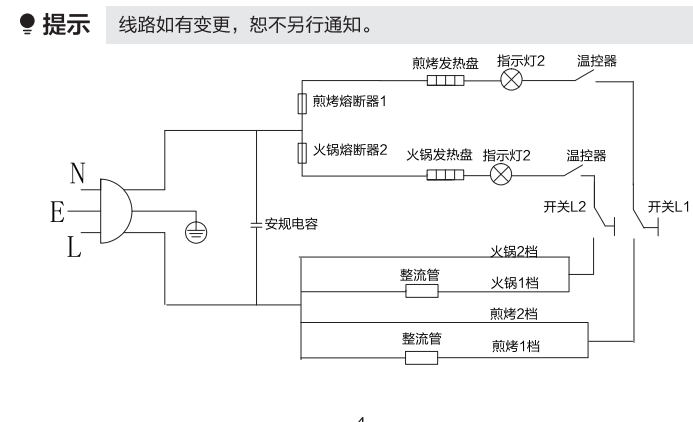 提示 线路如有变更，恕不另行通知。
煎烤发热盘 指示灯2 温控器
煎烤熔断器1
火锅熔断器2 火锅发热盘 指示灯2 温控器
N
E
L
开关L2 开关L1
安规电容
火锅2档
整流管 火锅1档
煎烤2档
整流管 煎烤1档
4